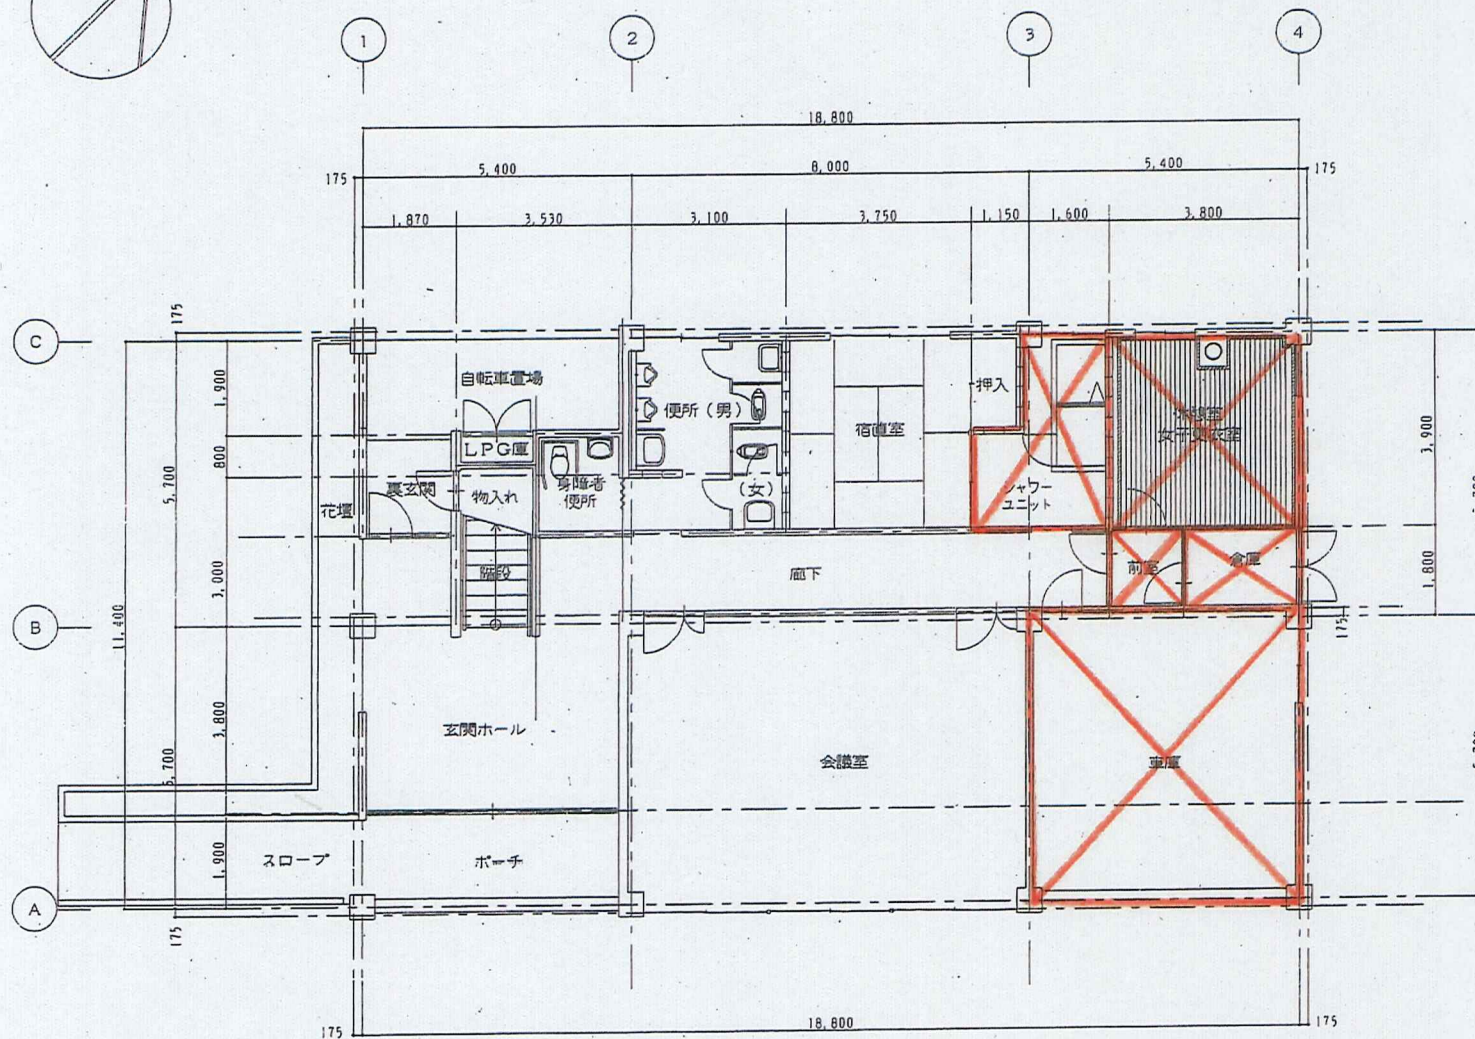 1
2
3
4
18,800
175
5,400
8,000
5,400
175
1,870
3,530
3,100
3,750
1,150
1,600
3,800
175
C
1,900
自転車置場
便所（男）
押入
宿直室
3,900
LPG庫
800
5,700
花壇
裏玄関
物入れ
身障者
便所
（女）
シャワー
ユニット
女子更衣室
3,000
階段
廊下
前室
倉庫
1,800
11,400
B
175
3,800
玄関ホール
会議室
車庫
5,700
1,900
スロープ
ポーチ
A
175
175
18,800
175